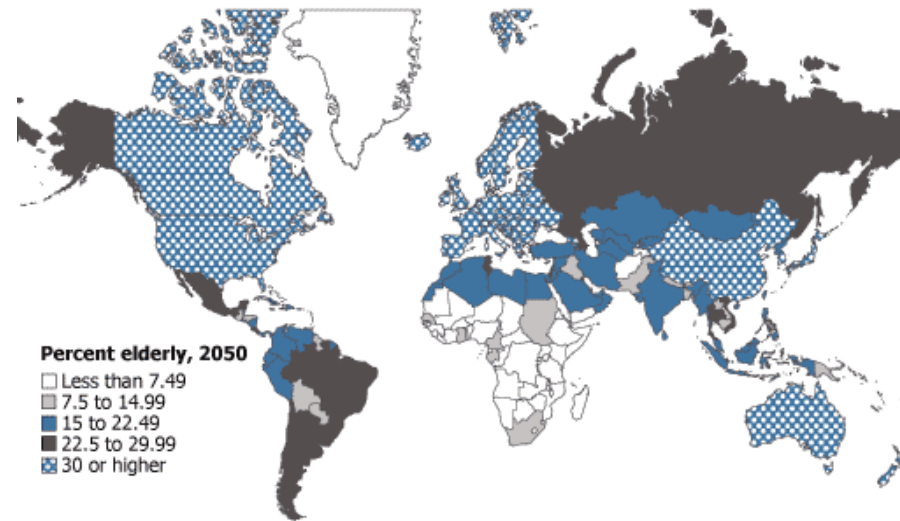 Percent elderly, 2050
Less than 7.49
7.5 to 14.99
15 to 22.49
22.5 to 29.99
30 or higher